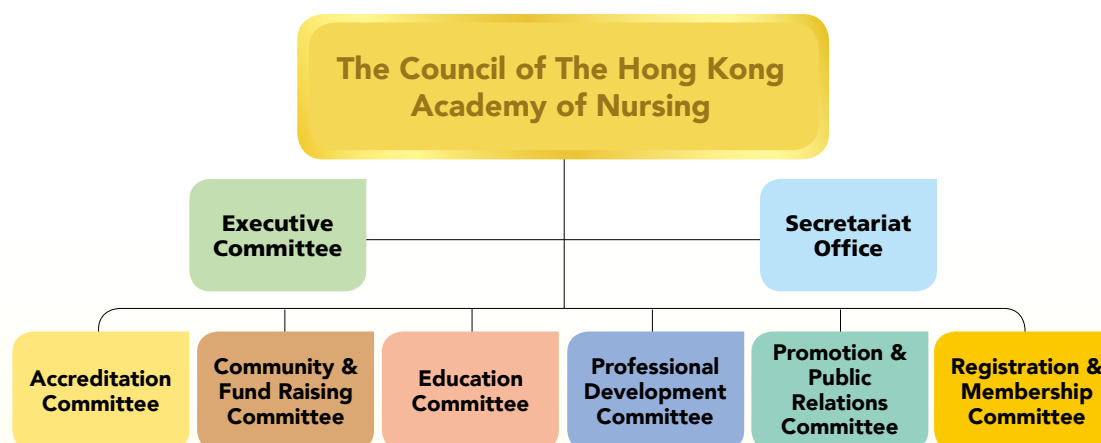 The Council of The Hong Kong
Academy of Nursing
Executive
Committee
Secretariat
Office
Accreditation
Committee
Community &
Fund Raising
Committee
Education
Committee
Professional
Development
Committee
Promotion &
Public
Relations
Committee
Registration &
Membership
Committee